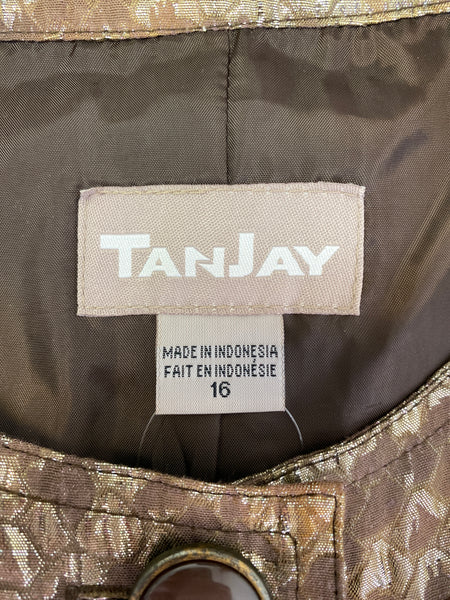 TANJAY
MADE IN INDONESIA
FAIT EN INDONÉSIE
16